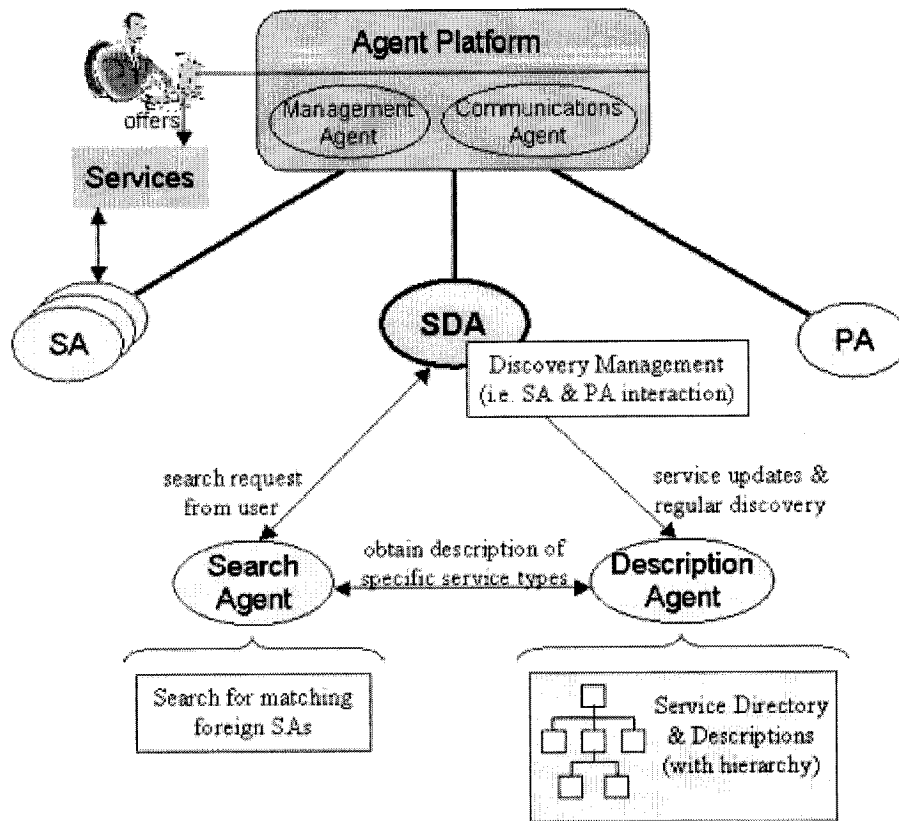 Agent Platform
Management
Agent
Communications
Agent
offers
Services
SA
SDA
PA
Discovery Management
(i.e. SA & PA interaction)
search request
from user
service updates &
regular discovery
obtain description of
specific service types
Search
Agent
Description
Agent
Search for matching
foreign SAs
Service Directory
& Descriptions
(with hierarchy)